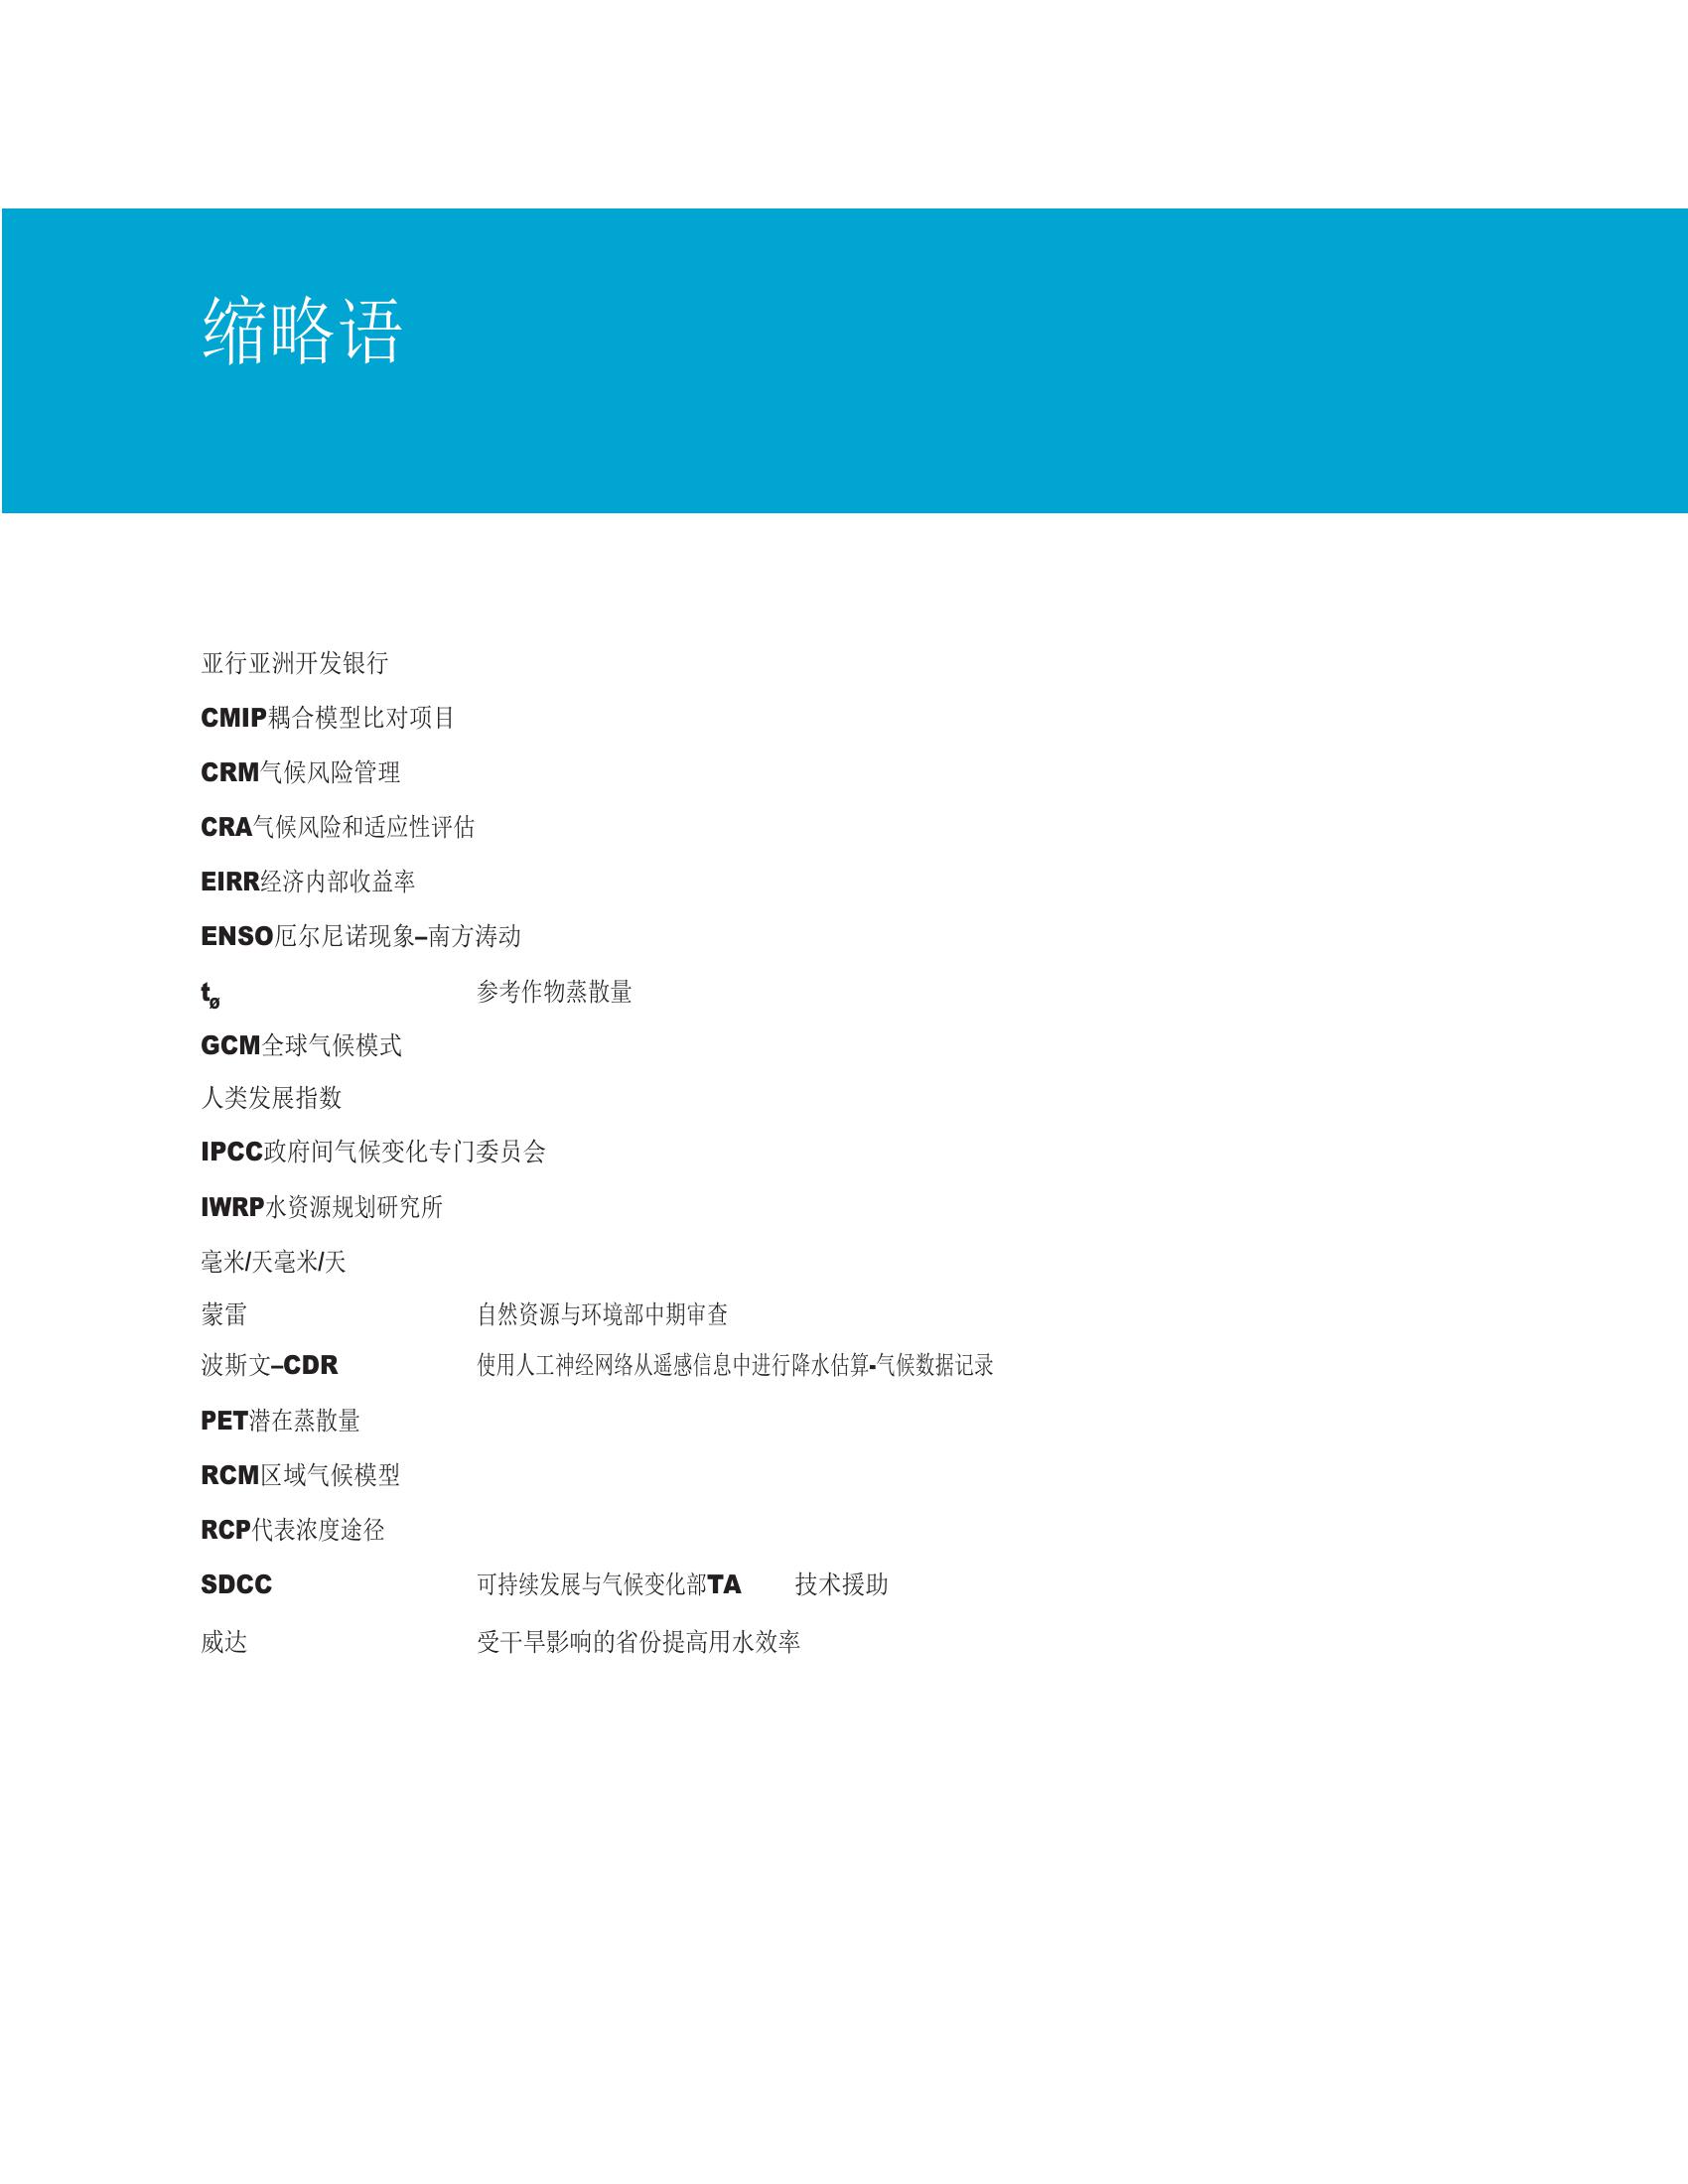 缩略语
亚行亚洲开发银行
CMIP耦合模型比对项目
CRM气候风险管理
CRA气候风险和适应性评估
EIRR经济内部收益率
ENSO厄尔尼诺现象–南方涛动
tø 参考作物蒸散量
GCM全球气候模式
人类发展指数
IPCC政府间气候变化专门委员会
IWRP水资源规划研究所
毫米/天毫米/天
蒙雷 自然资源与环境部中期审查
波斯文–CDR 使用人工神经网络从遥感信息中进行降水估算-气候数据记录
PET潜在蒸散量
RCM区域气候模型
RCP代表浓度途径
SDCC 可持续发展与气候变化部TA 技术援助
威达 受干旱影响的省份提高用水效率